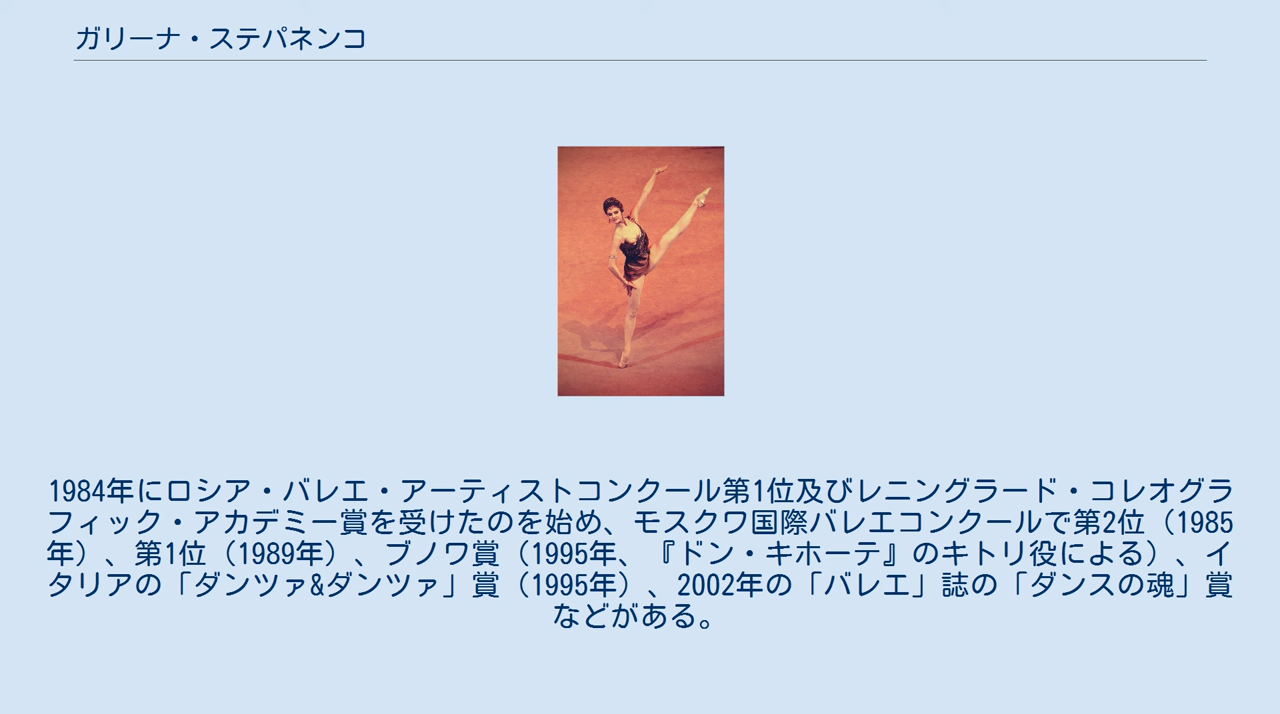 ガリーナ・ステパネンコ
1984年にロシア・バレエ・アーティストコンクール第1位及びレニングラード・コレオグラ
フィック・アカデミー賞を受けたのを始め、モスクワ国際バレエコンクールで第2位（1985
年）、第1位（1989年）、ブノワ賞（1995年、『ドン・キホーテ』のキトリ役による）、イ
タリアの「ダンツァ&ダンツァ」賞（1995年）、2002年の「バレエ」誌の「ダンスの魂」賞
などがある。